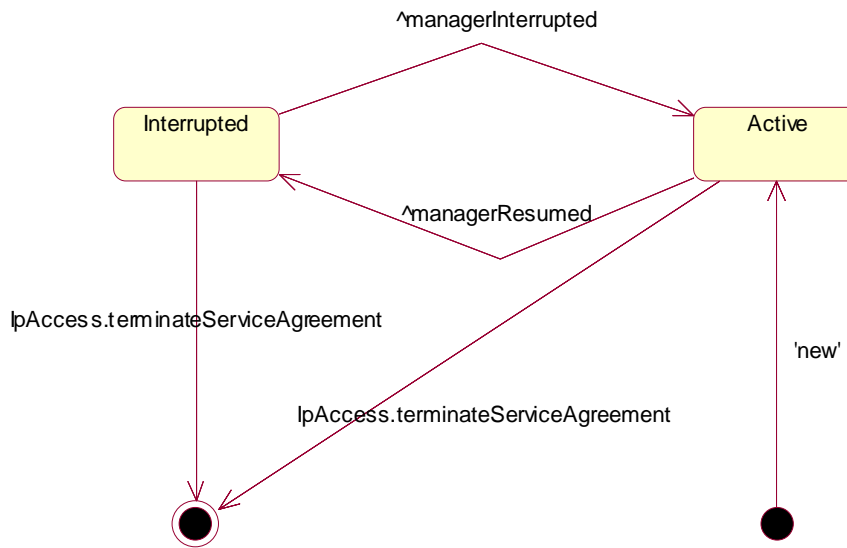 ^managerInterrupted
Interrupted
Active
^managerResumed
IpAccess.terminateServiceAgreement
'new'
IpAccess.terminateServiceAgreement